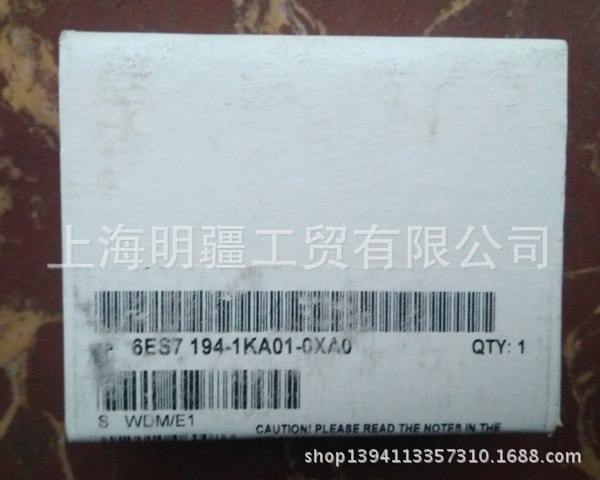 上海明疆工贸有限公司
6ES7 194-1KA01-0XA0 QTY: 1
S WDM/E1
CAUTION! PLEASE READ THE NOTES IN THE
shop1394113357310.1688.com